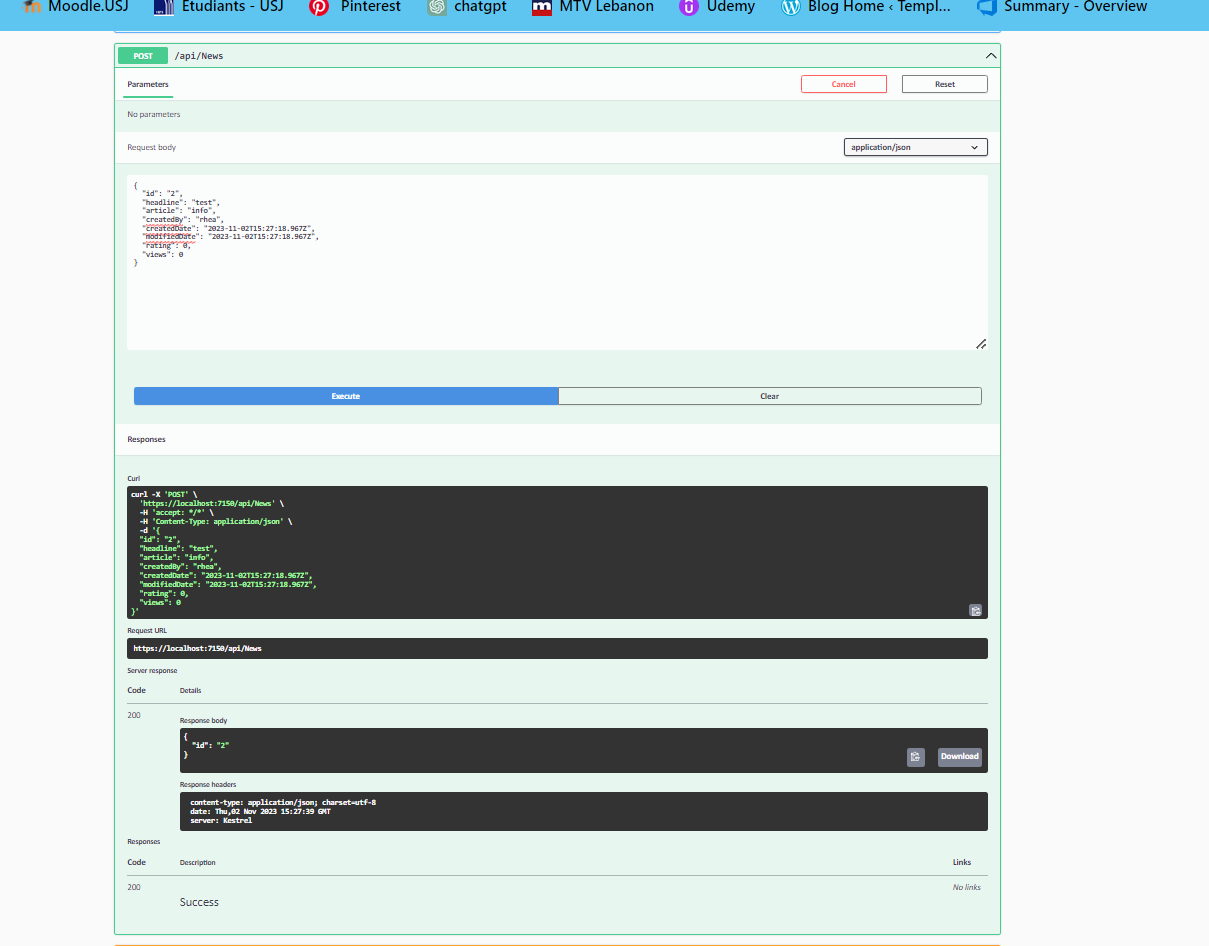 Moodle.USJ Etudiants - USJ Pinterest chatgpt MTV Lebanon Udemy Blog Home ‹ Templ... Summary - Overview
POST /api/News
Parameters Cancel Reset
No parameters
Request body application/json
{
"id": "2",
"headline": "test",
"article": "info",
"createdBy": "rhea",
"createdDate": "2023-11-02T15:27:18.967Z",
"modifiedDate": "2023-11-02T15:27:18.967Z",
"rating": 0,
"views": 0
}
Execute Clear
Responses
Curl
curl -X 'POST' \
'https://localhost:7150/api/News' \
-H 'accept: */*' \
-H 'Content-Type: application/json' \
-d '{
"id": "2",
"headline": "test",
"article": "info",
"createdBy": "rhea",
"createdDate": "2023-11-02T15:27:18.967Z",
"modifiedDate": "2023-11-02T15:27:18.967Z",
"rating": 0,
"views": 0
}'
Request URL
https://localhost:7150/api/News
Server response
Code Details
200
Response body
{
"id": "2"
}
Download
Response headers
content-type: application/json; charset=utf-8
date: Thu,02 Nov 2023 15:27:39 GMT
server: Kestrel
Responses
Code Description Links
200 No links
Success